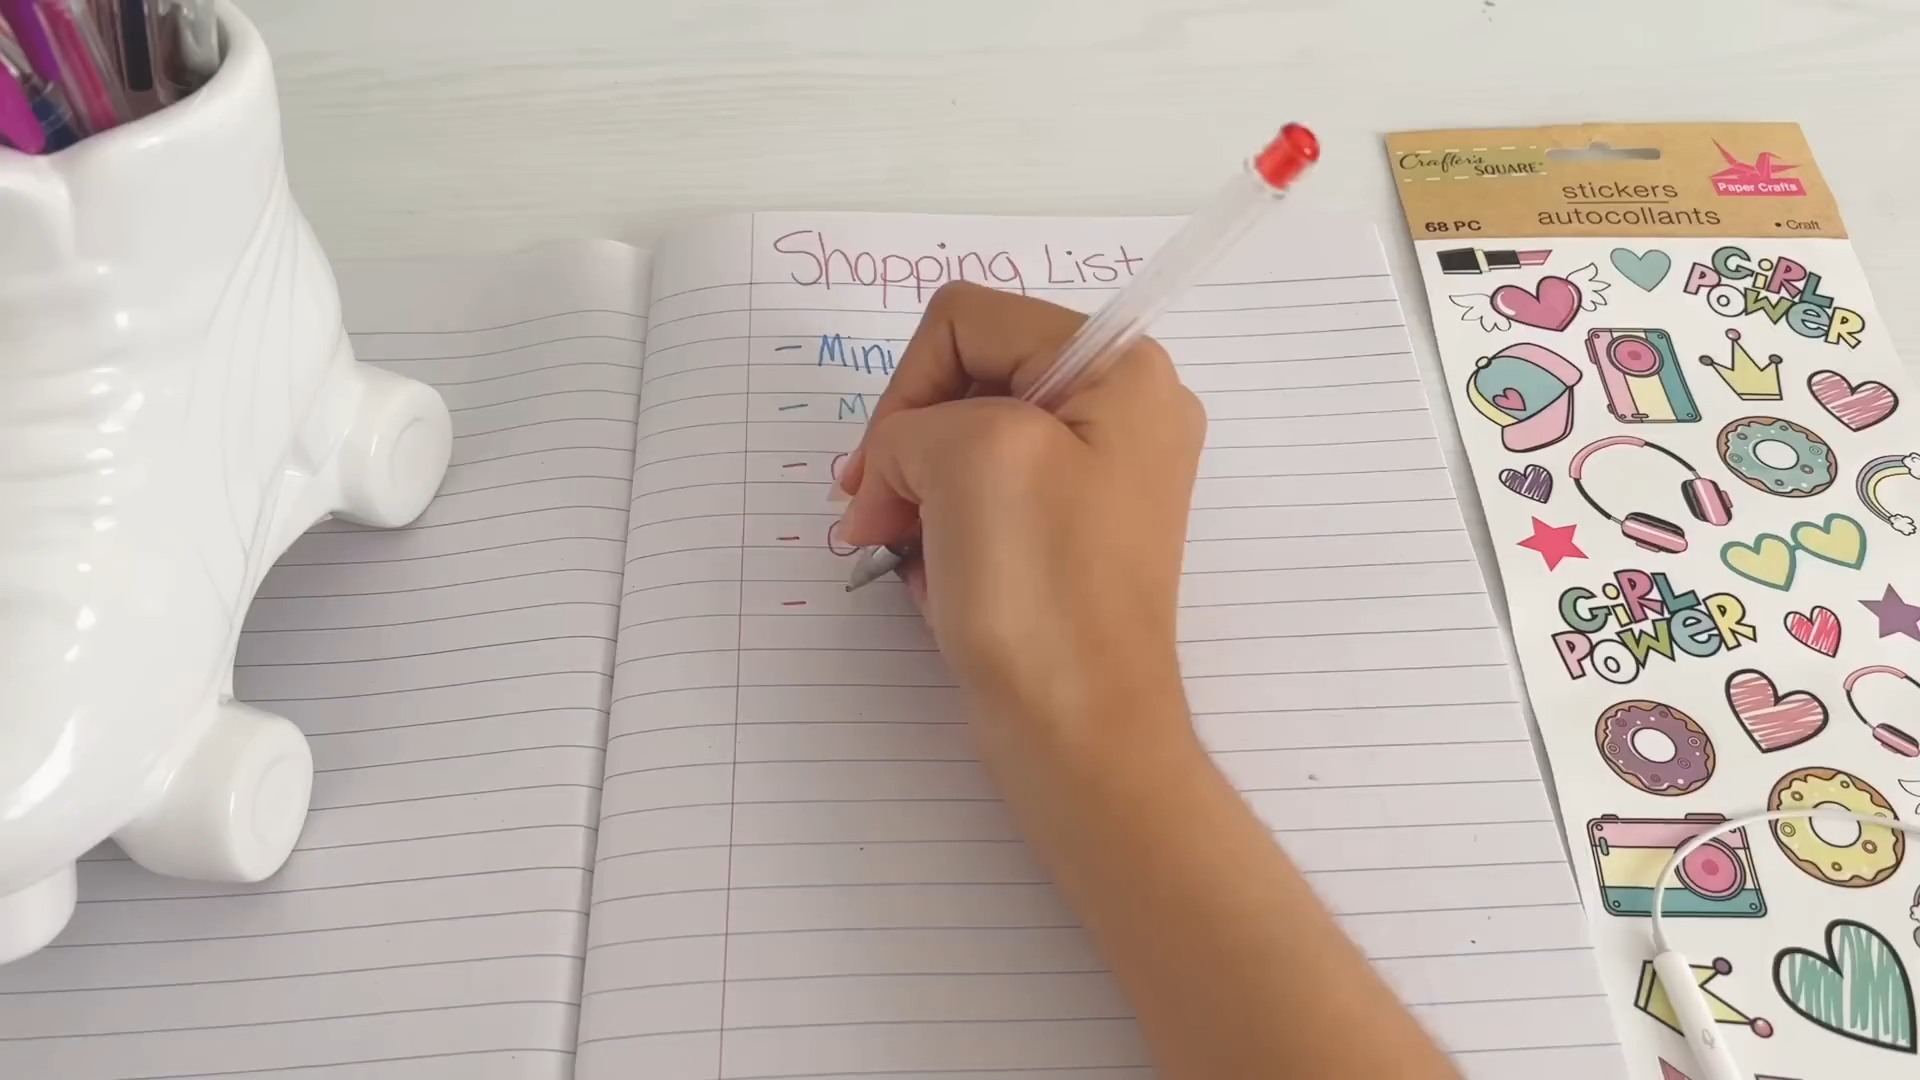 Shopping List
- Mini
-
-
-
-
Crafter's SQUARE
Paper Crafts
stickers
autocollants
68 PC
• Craft
GiRL
POWeR
GiRL
POWeR